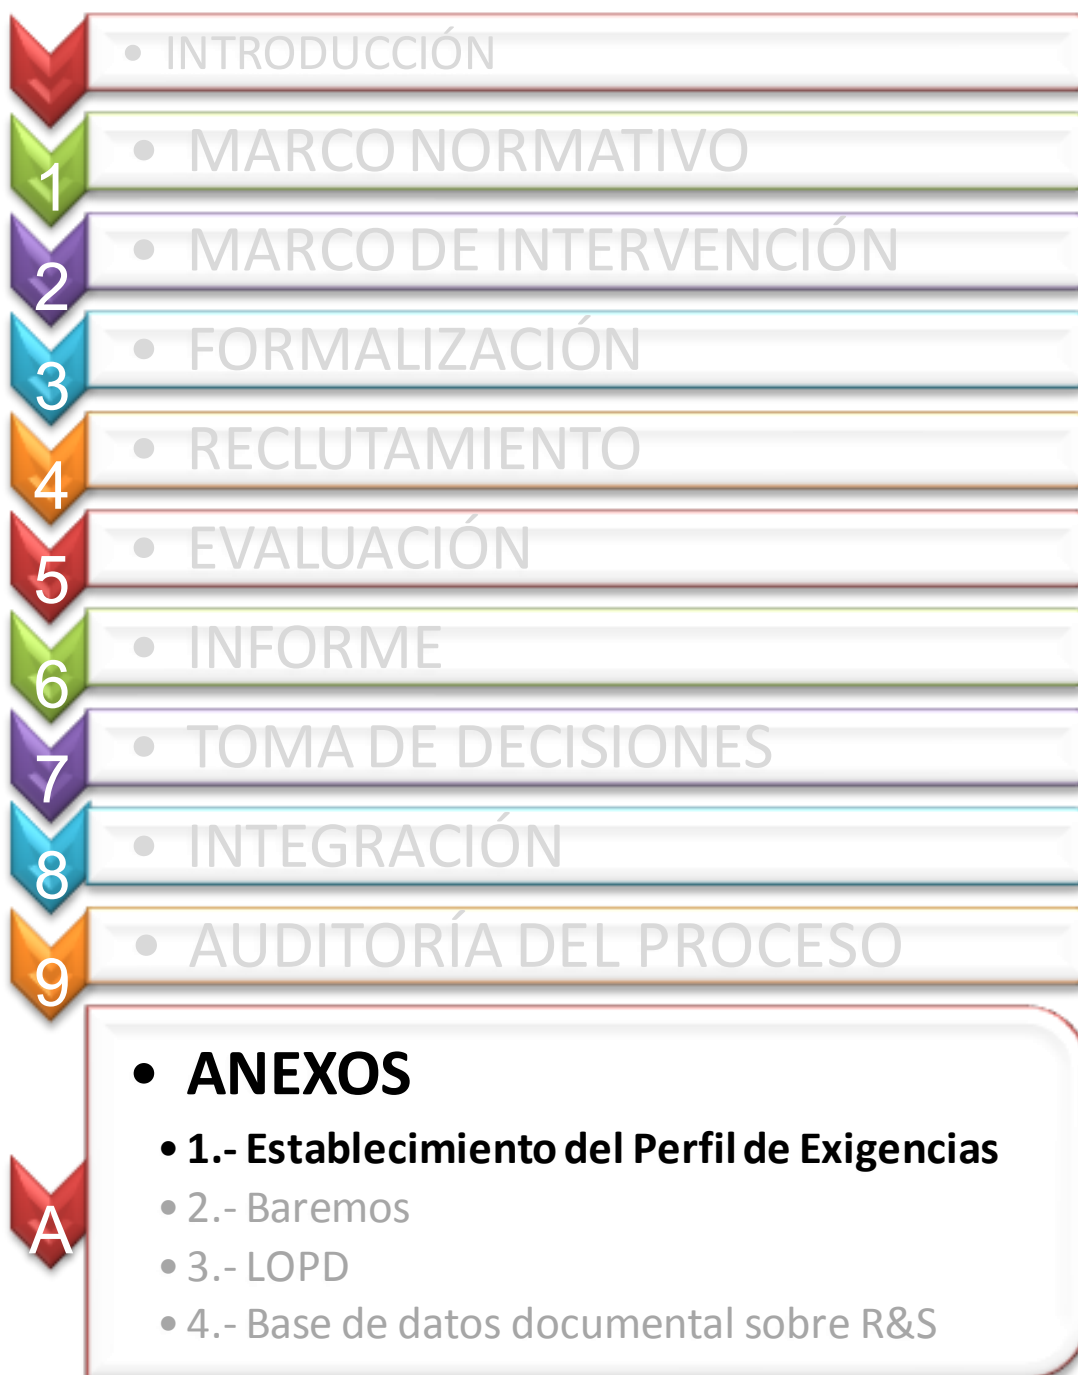 • INTRODUCCIÓN
1 • MARCO NORMATIVO
2 • MARCO DE INTERVENCIÓN
3 • FORMALIZACIÓN
4 • RECLUTAMIENTO
5 • EVALUACIÓN
6 • INFORME
7 • TOMA DE DECISIONES
8 • INTEGRACIÓN
9 • AUDITORÍA DEL PROCESO
• ANEXOS
• 1.- Establecimiento del Perfil de Exigencias
• 2.- Baremos
A
• 3.- LOPD
• 4.- Base de datos documental sobre R&S